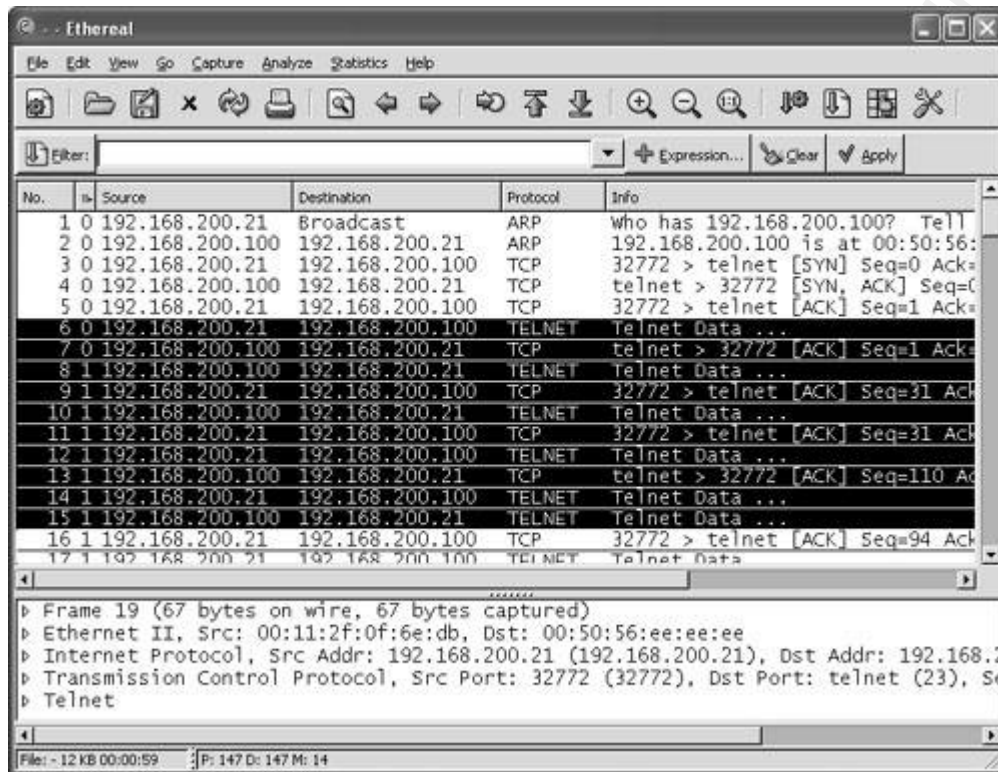 - - Ethereal
File Edit View Go Capture Analyze Statistics Help
Filter: Expression... Clear Apply
No. Source Destination Protocol Info
1 0 192.168.200.21 Broadcast ARP Who has 192.168.200.100? Tell
2 0 192.168.200.100 192.168.200.21 ARP 192.168.200.100 is at 00:50:56:
3 0 192.168.200.21 192.168.200.100 TCP 32772 > telnet [SYN] Seq=0 Ack=
4 0 192.168.200.100 192.168.200.21 TCP telnet > 32772 [SYN, ACK] Seq=0
5 0 192.168.200.21 192.168.200.100 TCP 32772 > telnet [ACK] Seq=1 Ack=
6 0 192.168.200.21 192.168.200.100 TELNET Telnet Data ...
7 0 192.168.200.100 192.168.200.21 TCP telnet > 32772 [ACK] Seq=1 Ack=
8 1 192.168.200.100 192.168.200.21 TELNET Telnet Data ...
9 1 192.168.200.21 192.168.200.100 TCP 32772 > telnet [ACK] Seq=31 Ack
10 1 192.168.200.100 192.168.200.21 TELNET Telnet Data ...
11 1 192.168.200.21 192.168.200.100 TCP 32772 > telnet [ACK] Seq=31 Ack
12 1 192.168.200.21 192.168.200.100 TELNET Telnet Data ...
13 1 192.168.200.100 192.168.200.21 TCP telnet > 32772 [ACK] Seq=110 Ac
14 1 192.168.200.21 192.168.200.100 TELNET Telnet Data ...
15 1 192.168.200.100 192.168.200.21 TELNET Telnet Data ...
16 1 192.168.200.21 192.168.200.100 TCP 32772 > telnet [ACK] Seq=94 Ack
17 1 192.168.200.21 192.168.200.100 TELNET Telnet Data
Frame 19 (67 bytes on wire, 67 bytes captured)
Ethernet II, Src: 00:11:2f:0f:6e:db, Dst: 00:50:56:ee:ee:ee
Internet Protocol, Src Addr: 192.168.200.21 (192.168.200.21), Dst Addr: 192.168.
Transmission Control Protocol, Src Port: 32772 (32772), Dst Port: telnet (23), S
Telnet
File: - 12 KB 00:00:59 P: 147 D: 147 M: 14